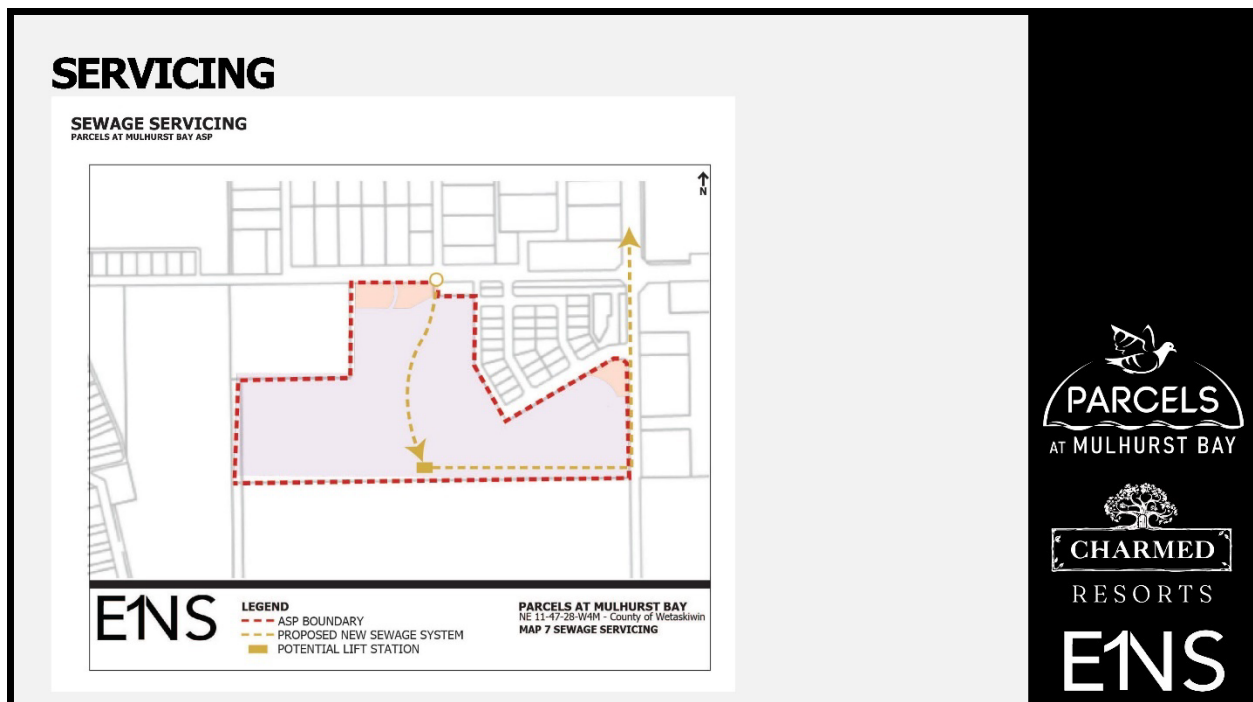 SERVICING
SEWAGE SERVICING
PARCELS AT MULHURST BAY ASP
N
E1NS
LEGEND
ASP BOUNDARY
PROPOSED NEW SEWAGE SYSTEM
POTENTIAL LIFT STATION
PARCELS AT MULHURST BAY
NE 11-47-28-W4M - County of Wetaskiwin
MAP 7 SEWAGE SERVICING
PARCELS
AT MULHURST BAY
CHARMED
RESORTS
E1NS